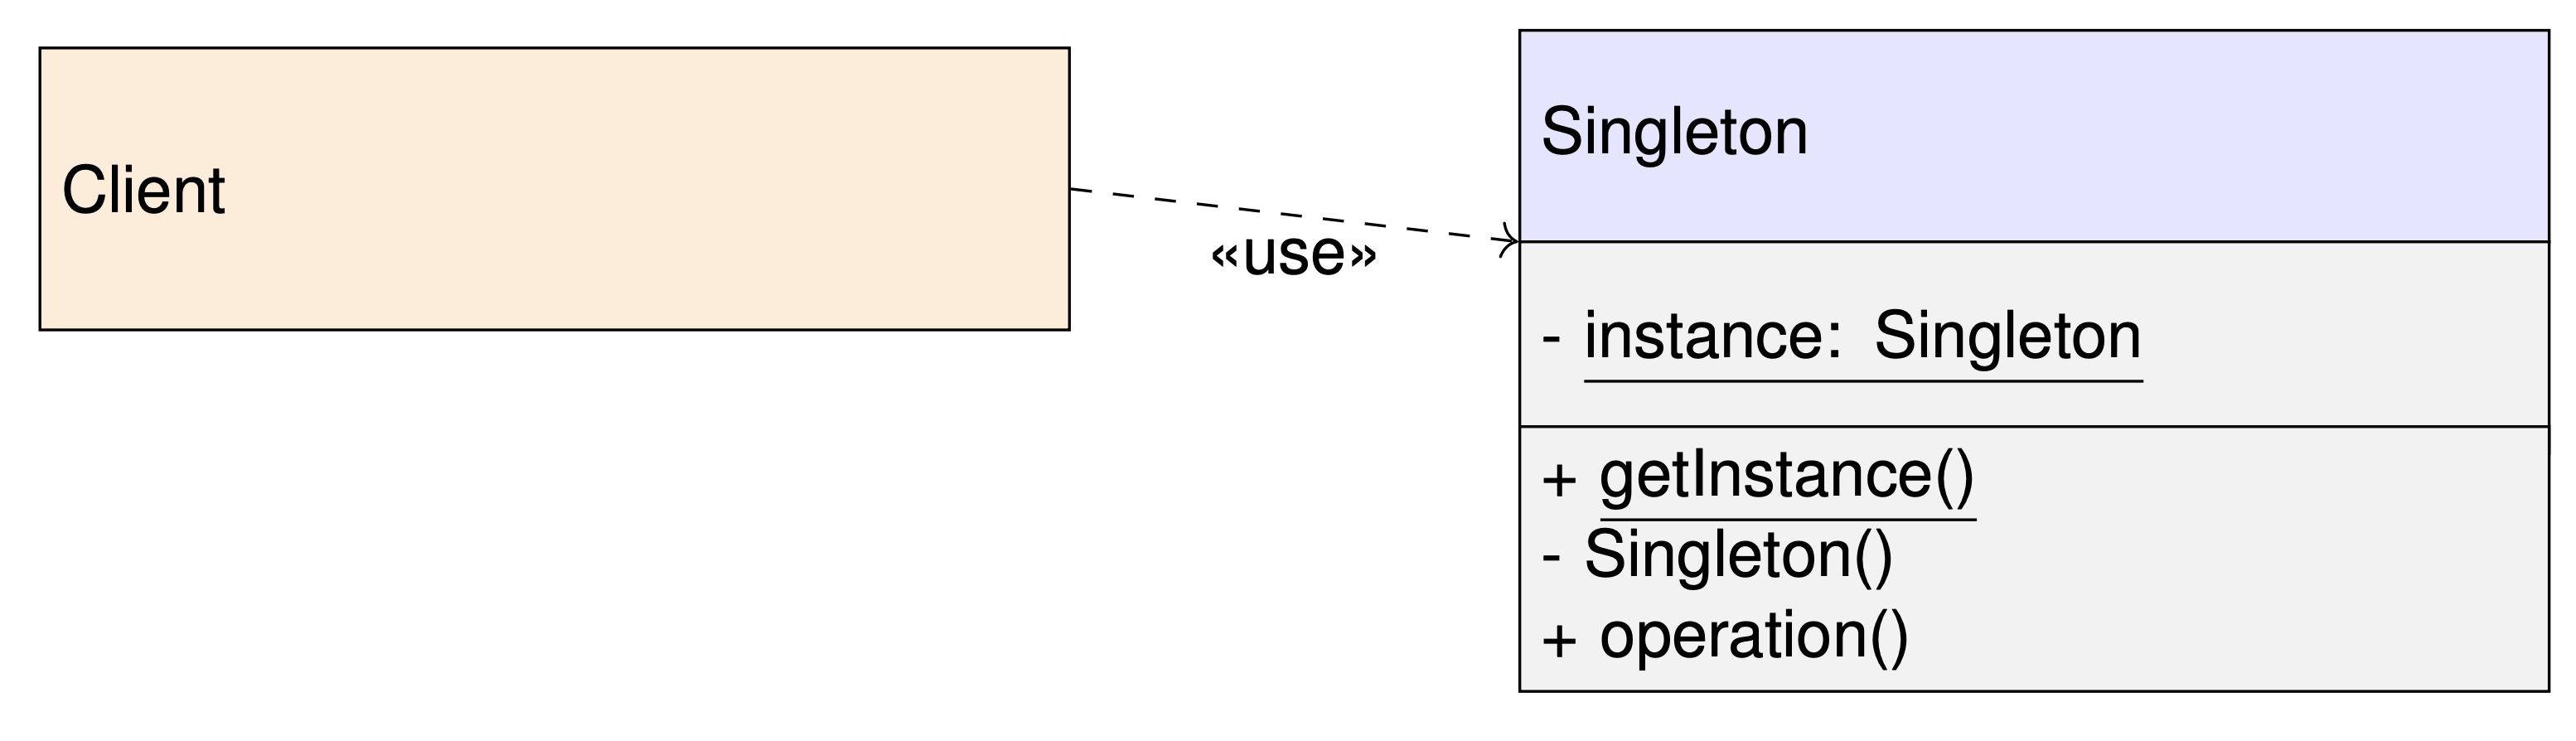 Client
«use»
Singleton
- instance: Singleton
+ getInstance()
- Singleton()
+ operation()